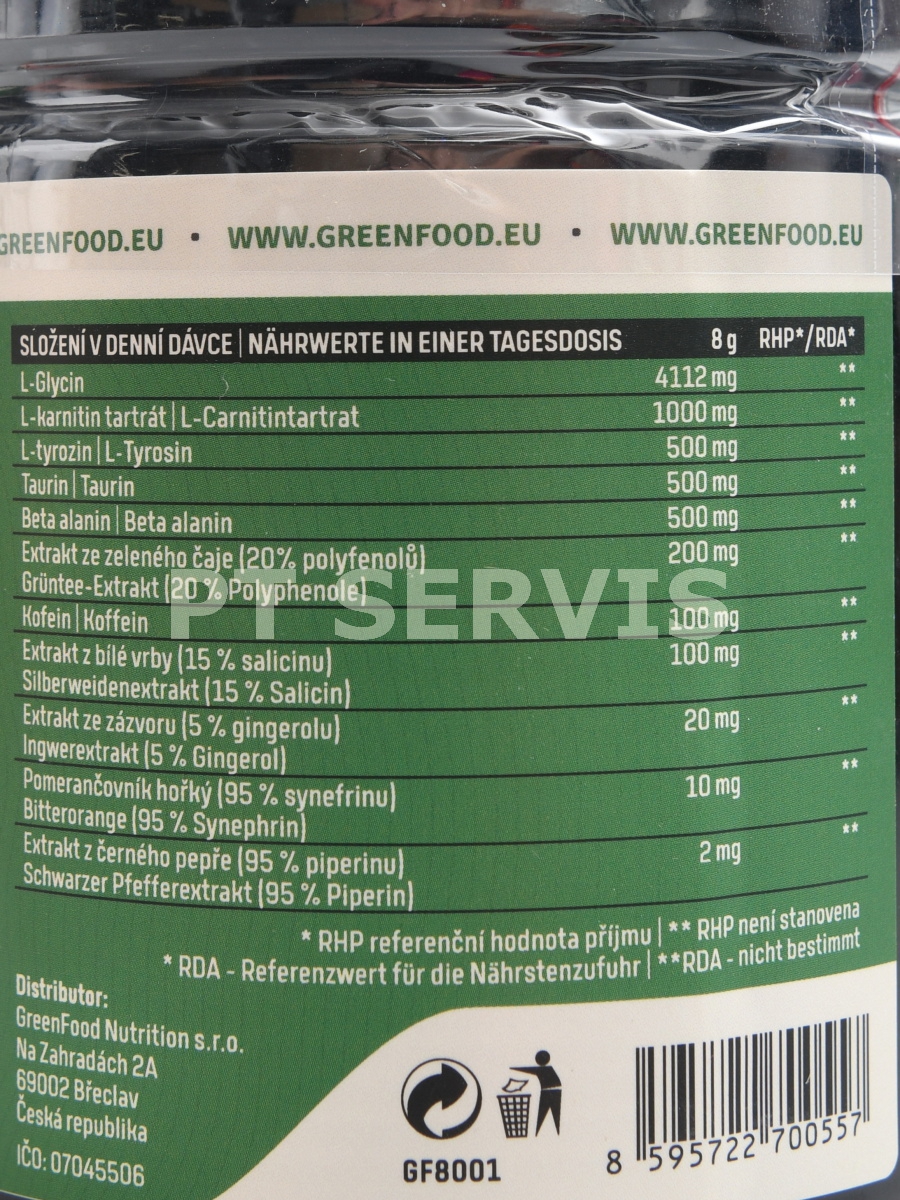 GREENFOOD.EU • WWW.GREENFOOD.EU • WWW.GREENFOOD.EU
SLOŽENÍ V DENNÍ DÁVCE | NÄHRWERTE IN EINER TAGESDOSIS 8 g RHP*/RDA*
L-Glycin 4112 mg **
L-karnitin tartrát | L-Carnitintartrat 1000 mg **
L-tyrozin | L-Tyrosin 500 mg **
Taurin | Taurin 500 mg **
Beta alanin | Beta alanin 500 mg **
Extrakt ze zeleného čaje (20% polyfenolů) 200 mg **
Grüntee-Extrakt (20 % Polyphenole)
PT SERVIS
Kofein | Koffein 100 mg **
Extrakt z bílé vrby (15 % salicinu) 100 mg **
Silberweidenextrakt (15 % Salicin)
Extrakt ze zázvoru (5 % gingerolu) 20 mg **
Ingwerextrakt (5 % Gingerol)
Pomerančovník hořký (95 % synefrinu) 10 mg **
Bitterorange (95 % Synephrin)
Extrakt z černého pepře (95 % piperinu) 2 mg **
Schwarzer Pfefferextrakt (95 % Piperin)
* RHP referenční hodnota příjmu | ** RHP není stanovena
* RDA - Referenzwert für die Nährstenzufuhr | **RDA - nicht bestimmt
Distributor:
GreenFood Nutrition s.r.o.
Na Zahradách 2A
69002 Břeclav
Česká republika
IČO: 07045506
GF8001
8 595722 700557